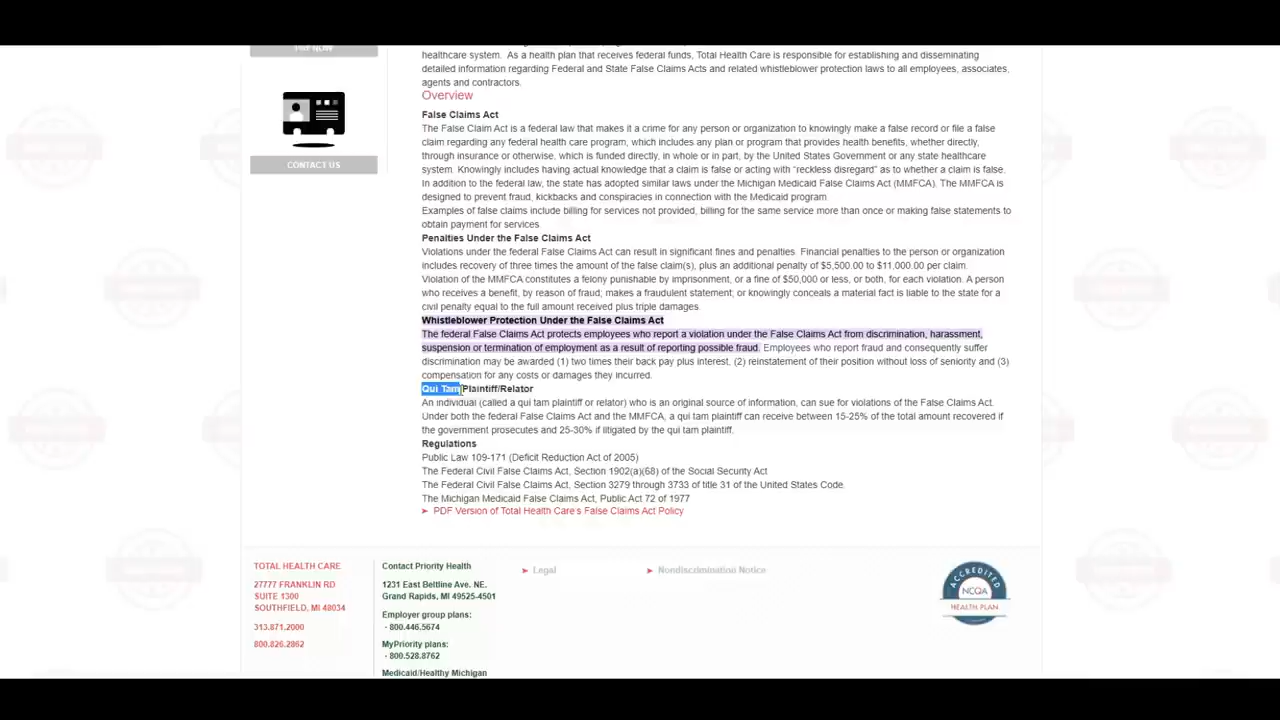 PAY NOW
CONTACT US
healthcare system. As a health plan that receives federal funds, Total Health Care is responsible for establishing and disseminating
detailed information regarding Federal and State False Claims Acts and related whistleblower protection laws to all employees, associates,
agents and contractors.
Overview
False Claims Act
The False Claim Act is a federal law that makes it a crime for any person or organization to knowingly make a false record or file a false
claim regarding any federal health care program, which includes any plan or program that provides health benefits, whether directly,
through insurance or otherwise, which is funded directly, in whole or in part, by the United States Government or any state healthcare
system. Knowingly includes having actual knowledge that a claim is false or acting with “reckless disregard” as to whether a claim is false.
In addition to the federal law, the state has adopted similar laws under the Michigan Medicaid False Claims Act (MMFCA). The MMFCA is
designed to prevent fraud, kickbacks and conspiracies in connection with the Medicaid program.
Examples of false claims include billing for services not provided, billing for the same service more than once or making false statements to
obtain payment for services.
Penalties Under the False Claims Act
Violations under the federal False Claims Act can result in significant fines and penalties. Financial penalties to the person or organization
includes recovery of three times the amount of the false claim(s), plus an additional penalty of $5,500.00 to $11,000.00 per claim.
Violation of the MMFCA constitutes a felony punishable by imprisonment, or a fine of $50,000 or less, or both, for each violation. A person
who receives a benefit, by reason of fraud; makes a fraudulent statement; or knowingly conceals a material fact is liable to the state for a
civil penalty equal to the full amount received plus triple damages.
Whistleblower Protection Under the False Claims Act
The federal False Claims Act protects employees who report a violation under the False Claims Act from discrimination, harassment,
suspension or termination of employment as a result of reporting possible fraud. Employees who report fraud and consequently suffer
discrimination may be awarded (1) two times their back pay plus interest, (2) reinstatement of their position without loss of seniority and (3)
compensation for any costs or damages they incurred.
Qui Tam Plaintiff/Relator
An individual (called a qui tam plaintiff or relator) who is an original source of information, can sue for violations of the False Claims Act.
Under both the federal False Claims Act and the MMFCA, a qui tam plaintiff can receive between 15-25% of the total amount recovered if
the government prosecutes and 25-30% if litigated by the qui tam plaintiff.
Regulations
Public Law 109-171 (Deficit Reduction Act of 2005)
The Federal Civil False Claims Act, Section 1902(a)(68) of the Social Security Act
The Federal Civil False Claims Act, Section 3279 through 3733 of title 31 of the United States Code.
The Michigan Medicaid False Claims Act, Public Act 72 of 1977
➤ PDF Version of Total Health Care's False Claims Act Policy
TOTAL HEALTH CARE
27777 FRANKLIN RD
SUITE 1300
SOUTHFIELD, MI 48034
313.871.2000
800.826.2862
Contact Priority Health
1231 East Beltline Ave. NE.
Grand Rapids, MI 49525-4501
Employer group plans:
- 800.446.5674
MyPriority plans:
- 800.528.8762
Medicaid/Healthy Michigan
➤ Legal
➤ Nondiscrimination Notice
ACCREDITED
NCQA
HEALTH PLAN